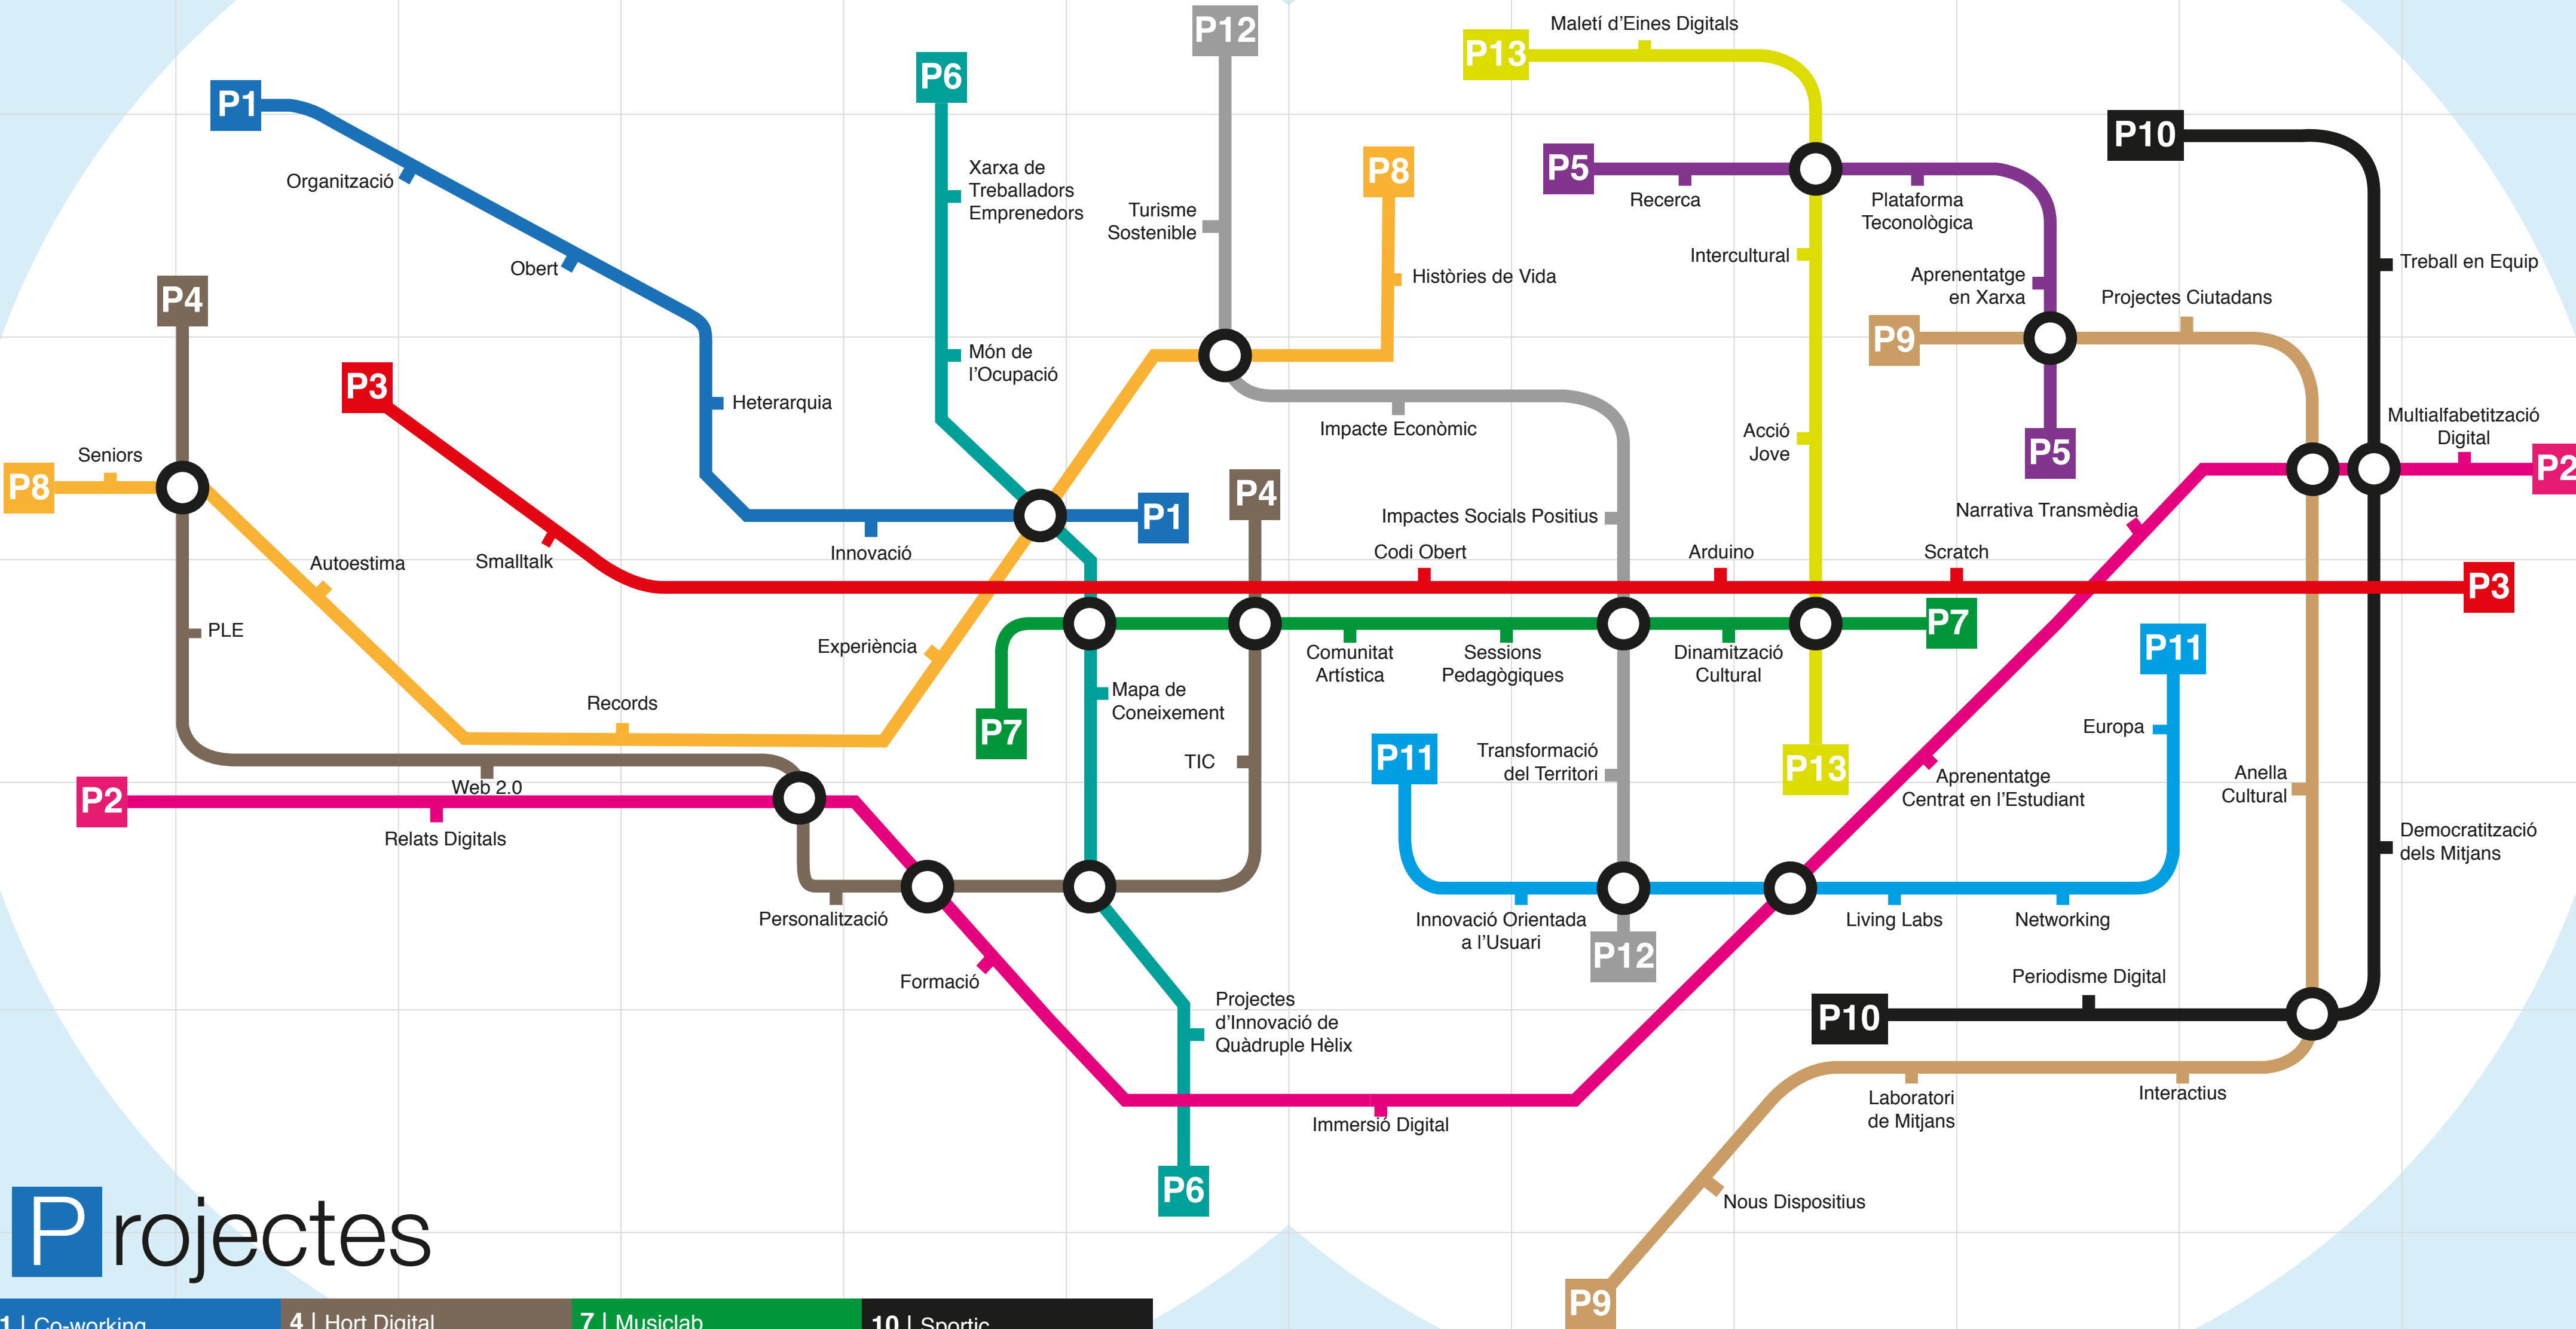 P12
Maletí d'Eines Digitals
P13
P6
P1
P10
P8
P5
Organització
Xarxa de
Treballadors
Emprenedors
Recerca
Plataforma
Teconològica
Turisme
Sostenible
Intercultural
Treball en Equip
Obert
Històries de Vida
Aprenentatge
en Xarxa
Projectes Ciutadans
P4
P9
Món de
l'Ocupació
P3
Heterarquia
Impacte Econòmic
Acció
Jove
Multialfabetització
Digital
P5
P2
Seniors
P8
P4
P1
Narrativa Transmèdia
Impactes Socials Positius
Innovació
Codi Obert
Arduino
Scratch
Smalltalk
Autoestima
P3
PLE
Experiència
P7
Comunitat
Artística
Sessions
Pedagògiques
Dinamització
Cultural
P11
Mapa de
Coneixement
Records
P7
Europa
TIC
P11
Transformació
del Territori
P13
Anella
Cultural
Aprenentatge
Centrat en l'Estudiant
Web 2.0
P2
Relats Digitals
Democratització
dels Mitjans
Personalització
Innovació Orientada
a l'Usuari
Living Labs
Networking
P12
Formació
Periodisme Digital
Projectes
d'Innovació de
Quàdruple Hèlix
P10
Laboratori
de Mitjans
Interactius
Immersió Digital
P6
Nous Dispositius
Projectes
P9
1 | Co-working
4 | Hort Digital
7 | Musiclab
10 | Sportic